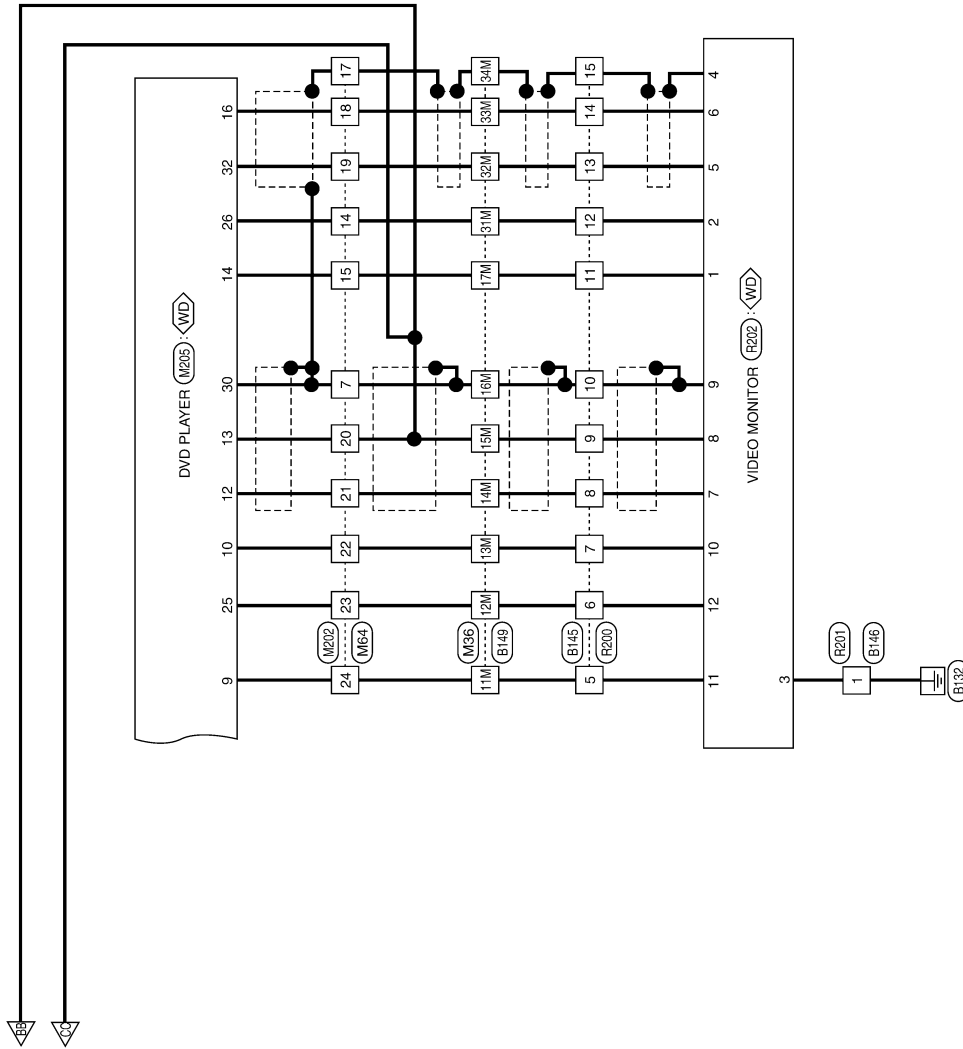 BB
CC
DVD PLAYER M205 : WD
9
25
10
12
13
30
14
26
32
16
24
23
22
21
20
7
15
14
19
18
17
M202
M64
11M
12M
13M
14M
15M
16M
17M
31M
32M
33M
34M
M36
B149
5
6
7
8
9
10
11
12
13
14
15
B145
R200
11
12
10
7
8
9
1
2
5
6
4
VIDEO MONITOR R202 : WD
3
1
R201
B146
B132